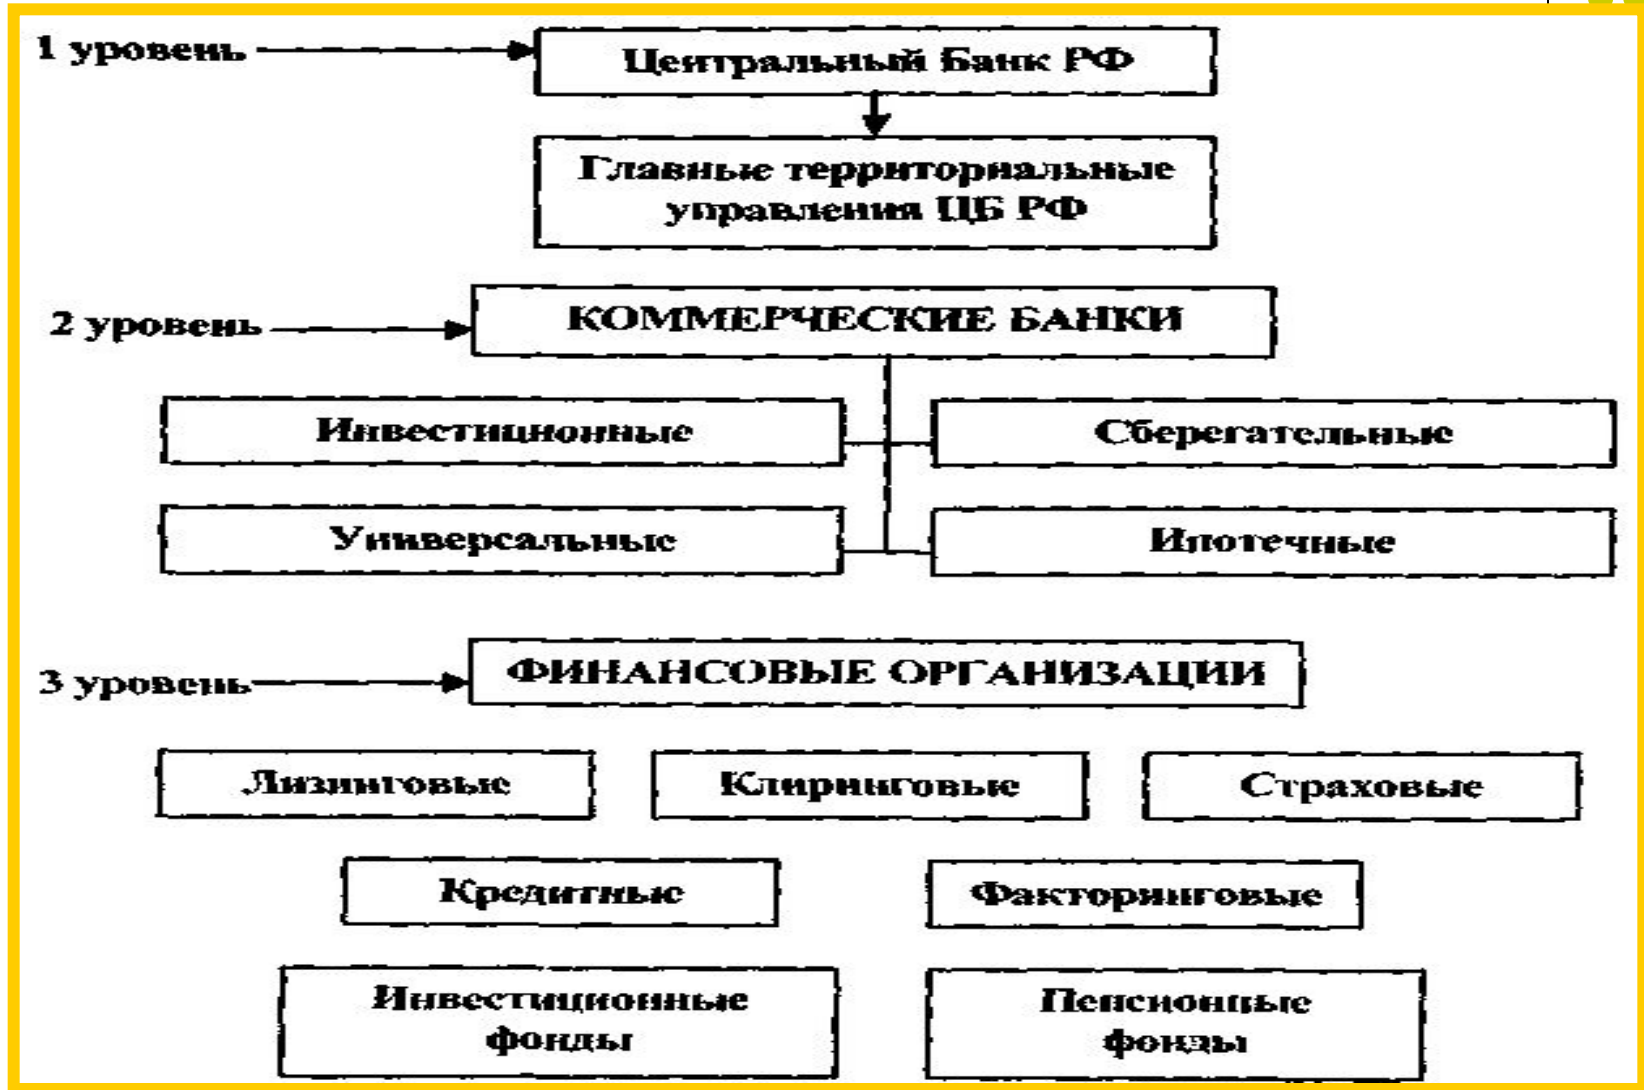 1 уровень
Центральный Банк РФ
Главные территориальные
управления ЦБ РФ
2 уровень
КОММЕРЧЕСКИЕ БАНКИ
Инвестиционные
Сберегательные
Универсальные
Ипотечные
3 уровень
ФИНАНСОВЫЕ ОРГАНИЗАЦИИ
Лизинговые
Клиринговые
Страховые
Кредитные
Факторинговые
Инвестиционные
фонды
Пенсионные
фонды